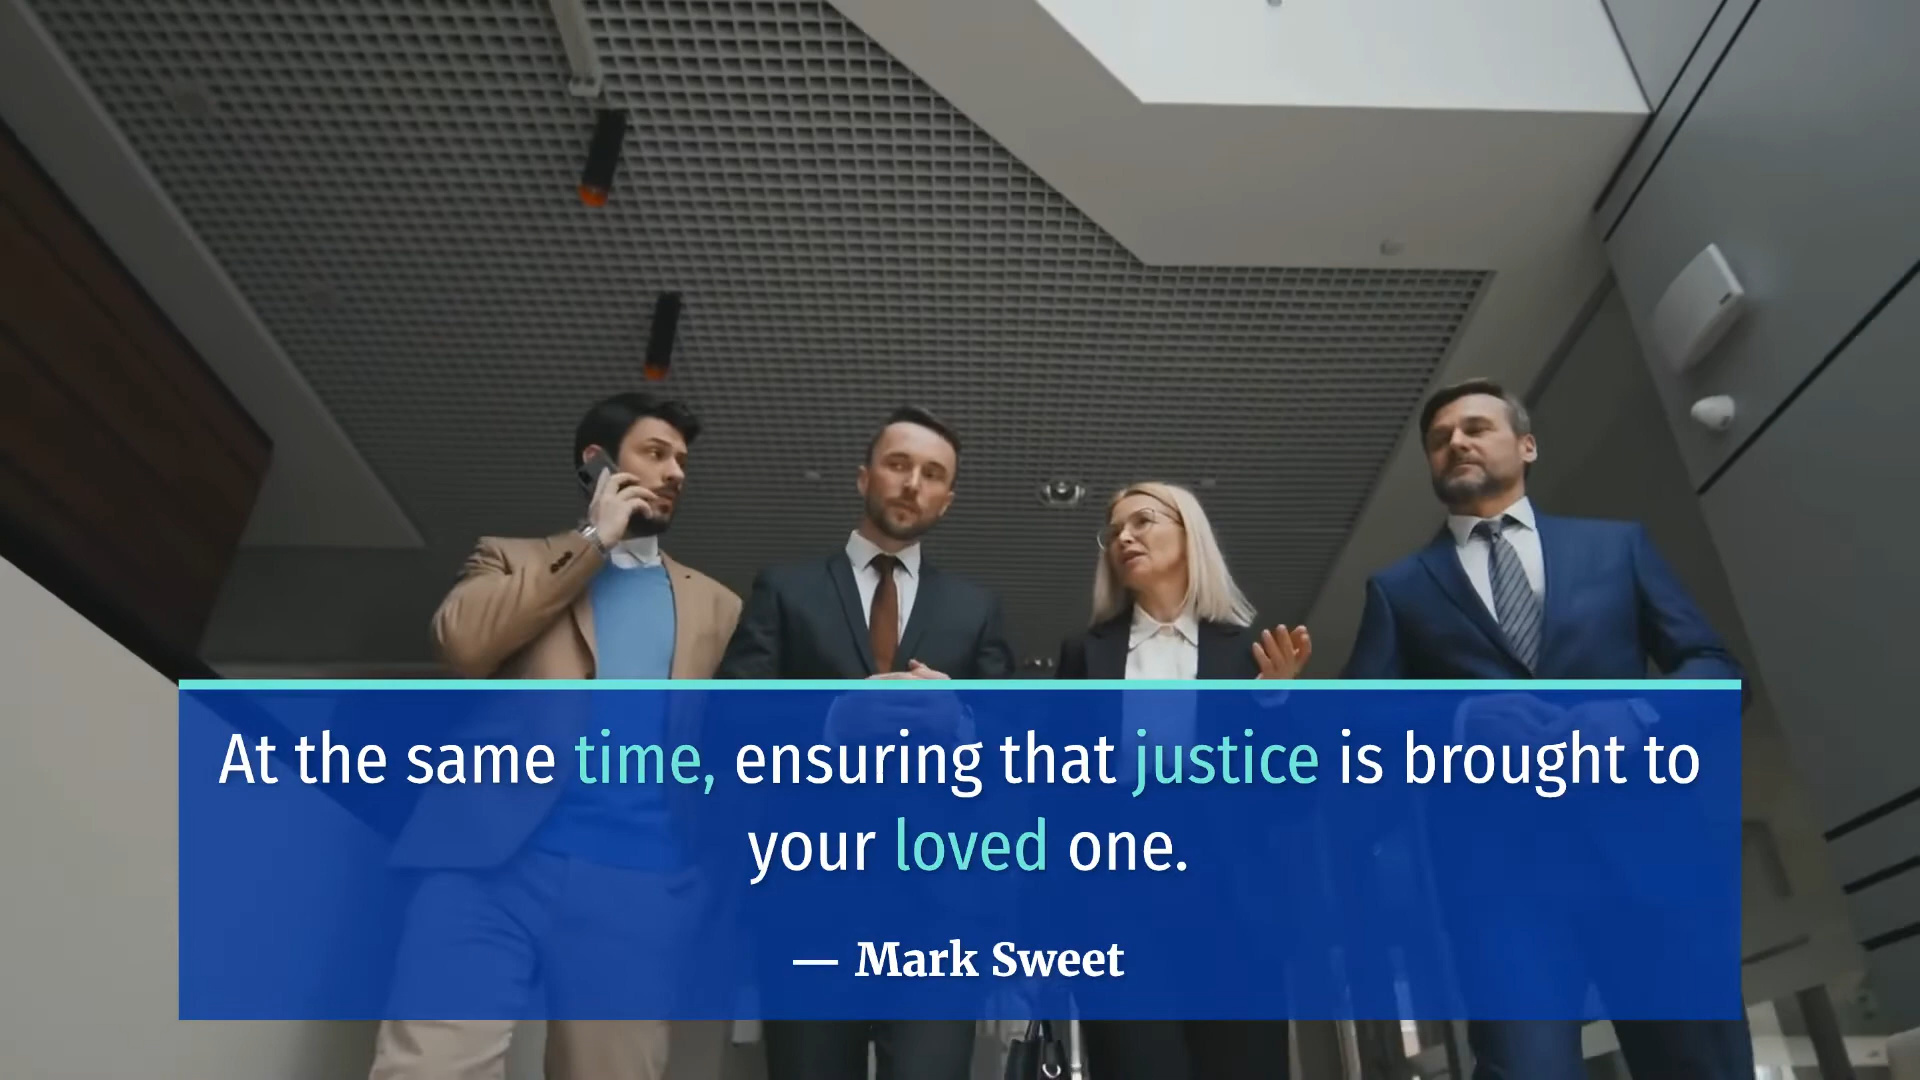 At the same time, ensuring that justice is brought to
your loved one.
— Mark Sweet